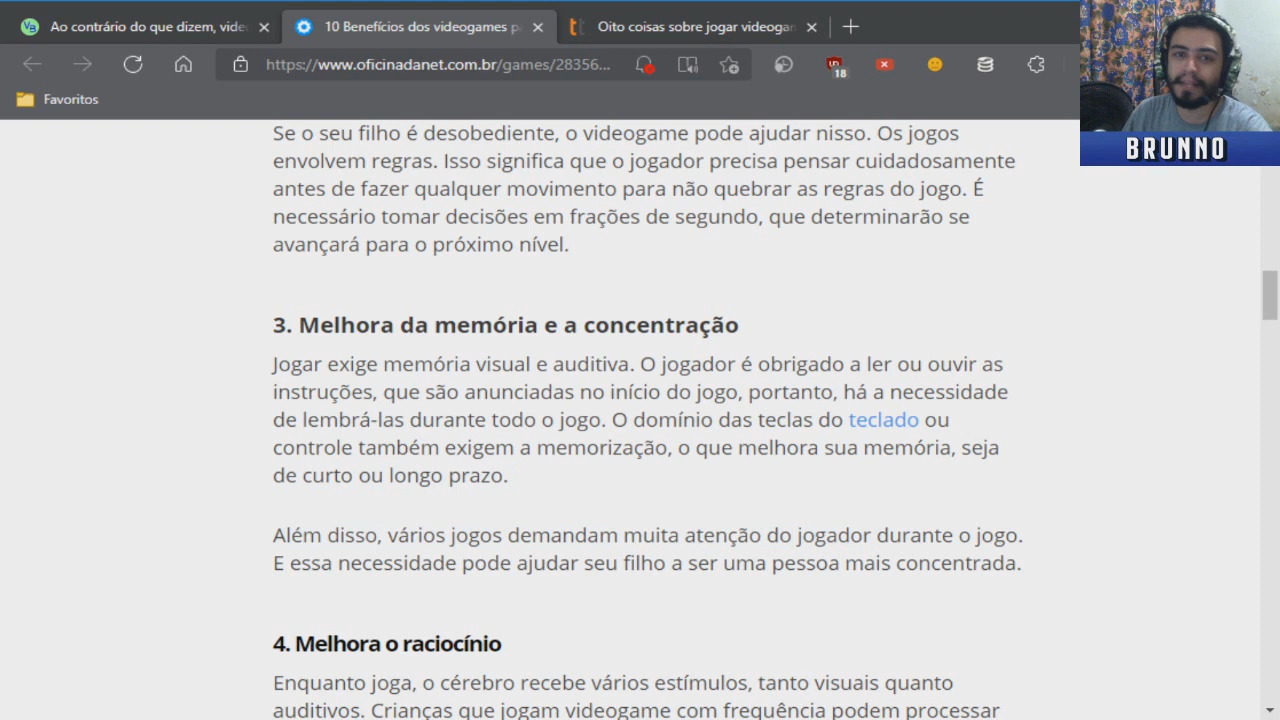 Ao contrário do que dizem, vide
10 Benefícios dos videogames p
Oito coisas sobre jogar videogan
https://www.oficinadanet.com.br/games/28356...
18
Favoritos
BRUNNO
Se o seu filho é desobediente, o videogame pode ajudar nisso. Os jogos
envolvem regras. Isso significa que o jogador precisa pensar cuidadosamente
antes de fazer qualquer movimento para não quebrar as regras do jogo. É
necessário tomar decisões em frações de segundo, que determinarão se
avançará para o próximo nível.
3. Melhora da memória e a concentração
Jogar exige memória visual e auditiva. O jogador é obrigado a ler ou ouvir as
instruções, que são anunciadas no início do jogo, portanto, há a necessidade
de lembrá-las durante todo o jogo. O domínio das teclas do teclado ou
controle também exigem a memorização, o que melhora sua memória, seja
de curto ou longo prazo.
Além disso, vários jogos demandam muita atenção do jogador durante o jogo.
E essa necessidade pode ajudar seu filho a ser uma pessoa mais concentrada.
4. Melhora o raciocínio
Enquanto joga, o cérebro recebe vários estímulos, tanto visuais quanto
auditivos. Crianças que jogam videogame com frequência podem processar